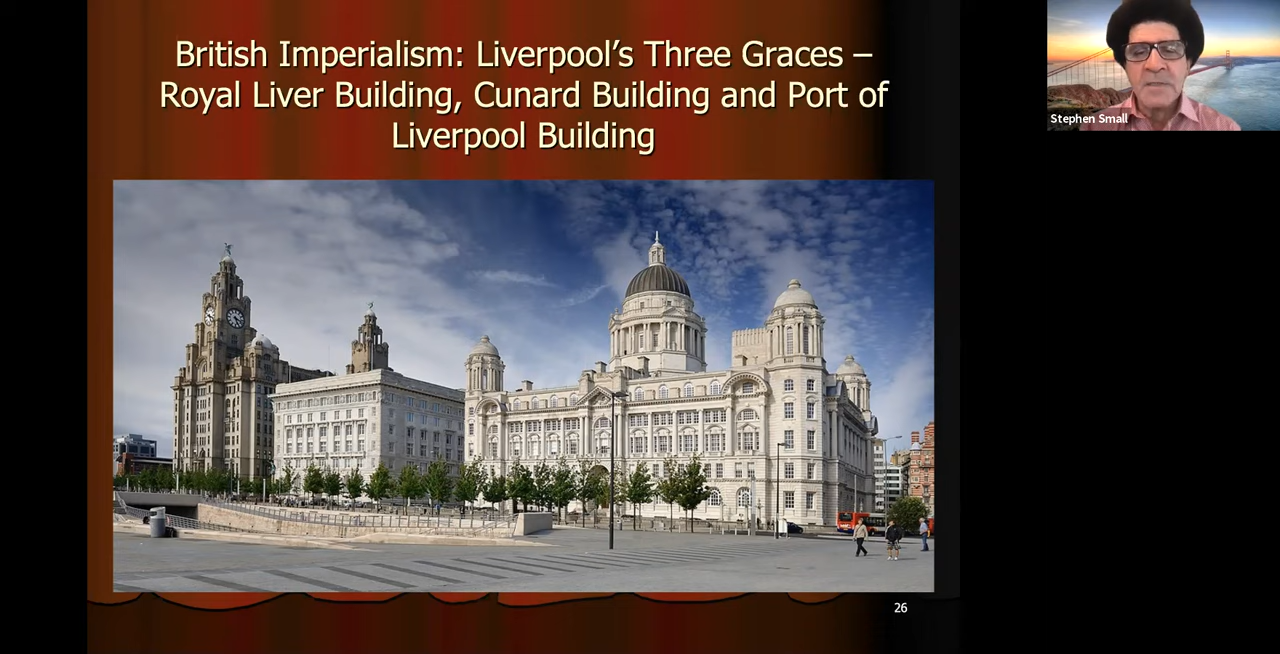 British Imperialism: Liverpool's Three Graces –
Royal Liver Building, Cunard Building and Port of
Liverpool Building
Stephen Small
26